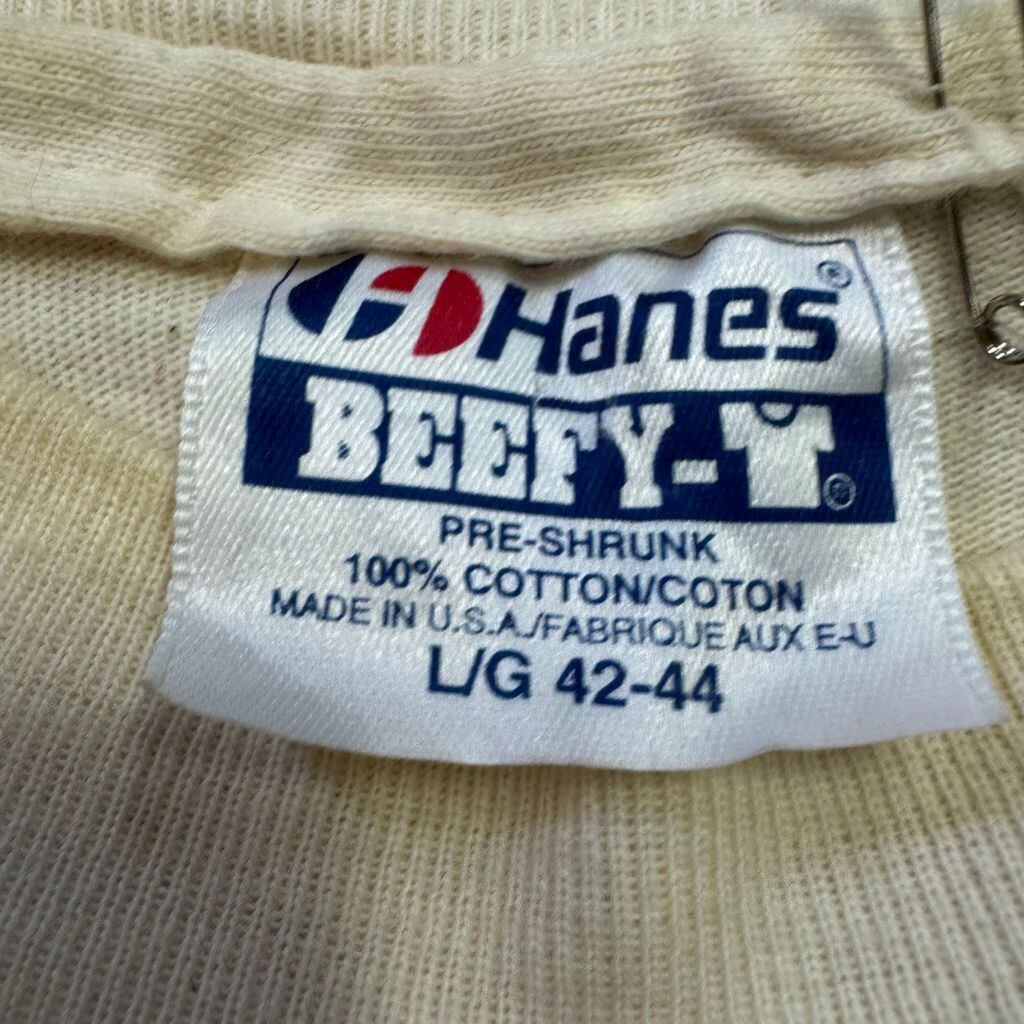 Hanes®
BEEFY-T®
PRE-SHRUNK
100% COTTON/COTON
MADE IN U.S.A./FABRIQUE AUX E-U
L/G 42-44